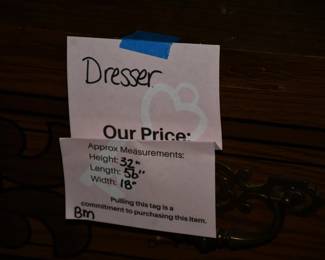 Dresser
Our Price:
Approx Measurements:
Height: 32"
Length: 56"
Width: 18"
Pulling this tag is a
commitment to purchasing this item.
Bm